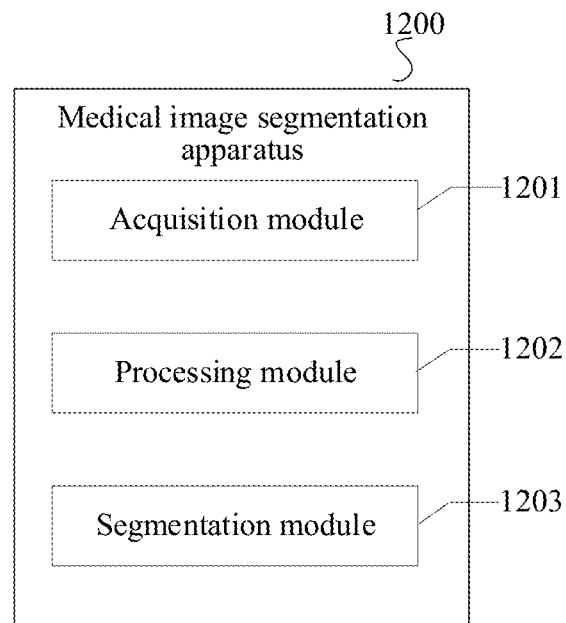 1200
Medical image segmentation
apparatus
Acquisition module
1201
Processing module
1202
Segmentation module
1203